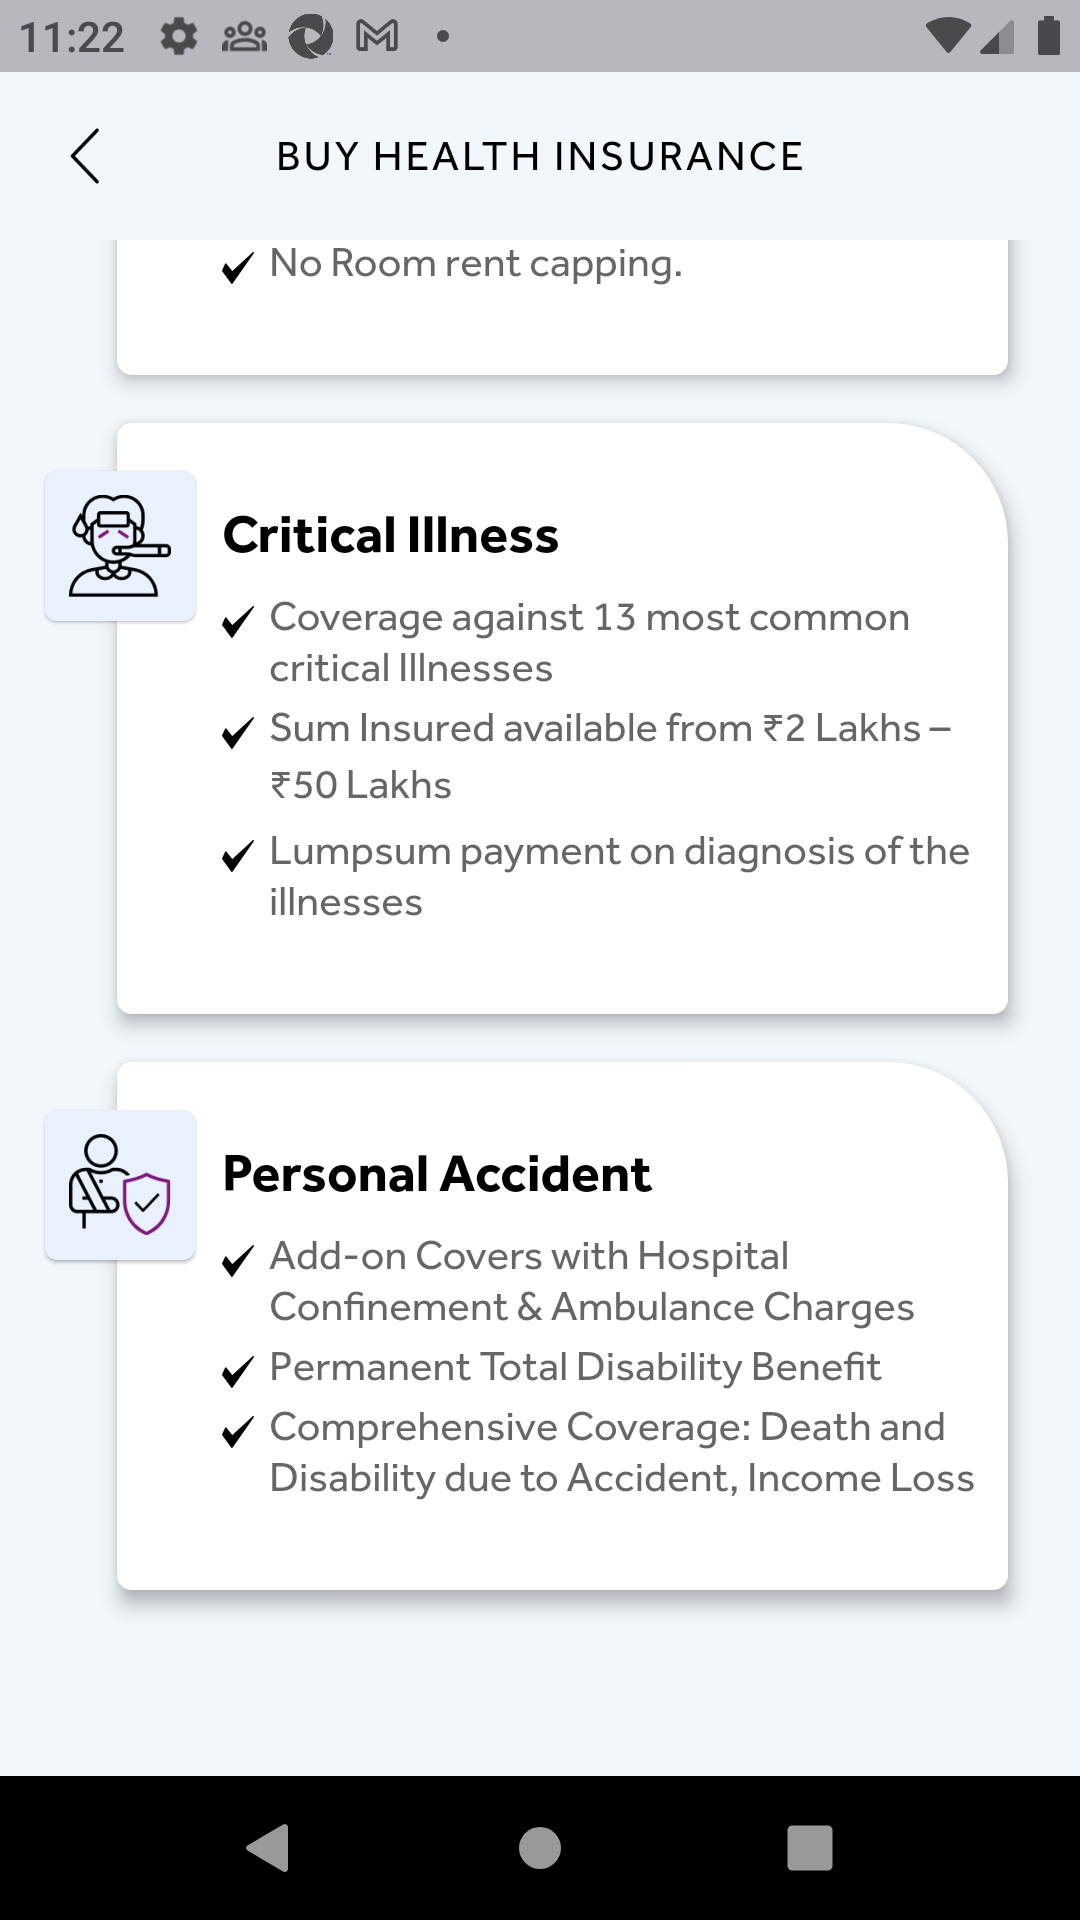 11:22
BUY HEALTH INSURANCE
No Room rent capping.
Critical Illness
Coverage against 13 most common
critical Illnesses
Sum Insured available from ₹2 Lakhs –
₹50 Lakhs
Lumpsum payment on diagnosis of the
illnesses
Personal Accident
Add-on Covers with Hospital
Confinement & Ambulance Charges
Permanent Total Disability Benefit
Comprehensive Coverage: Death and
Disability due to Accident, Income Loss